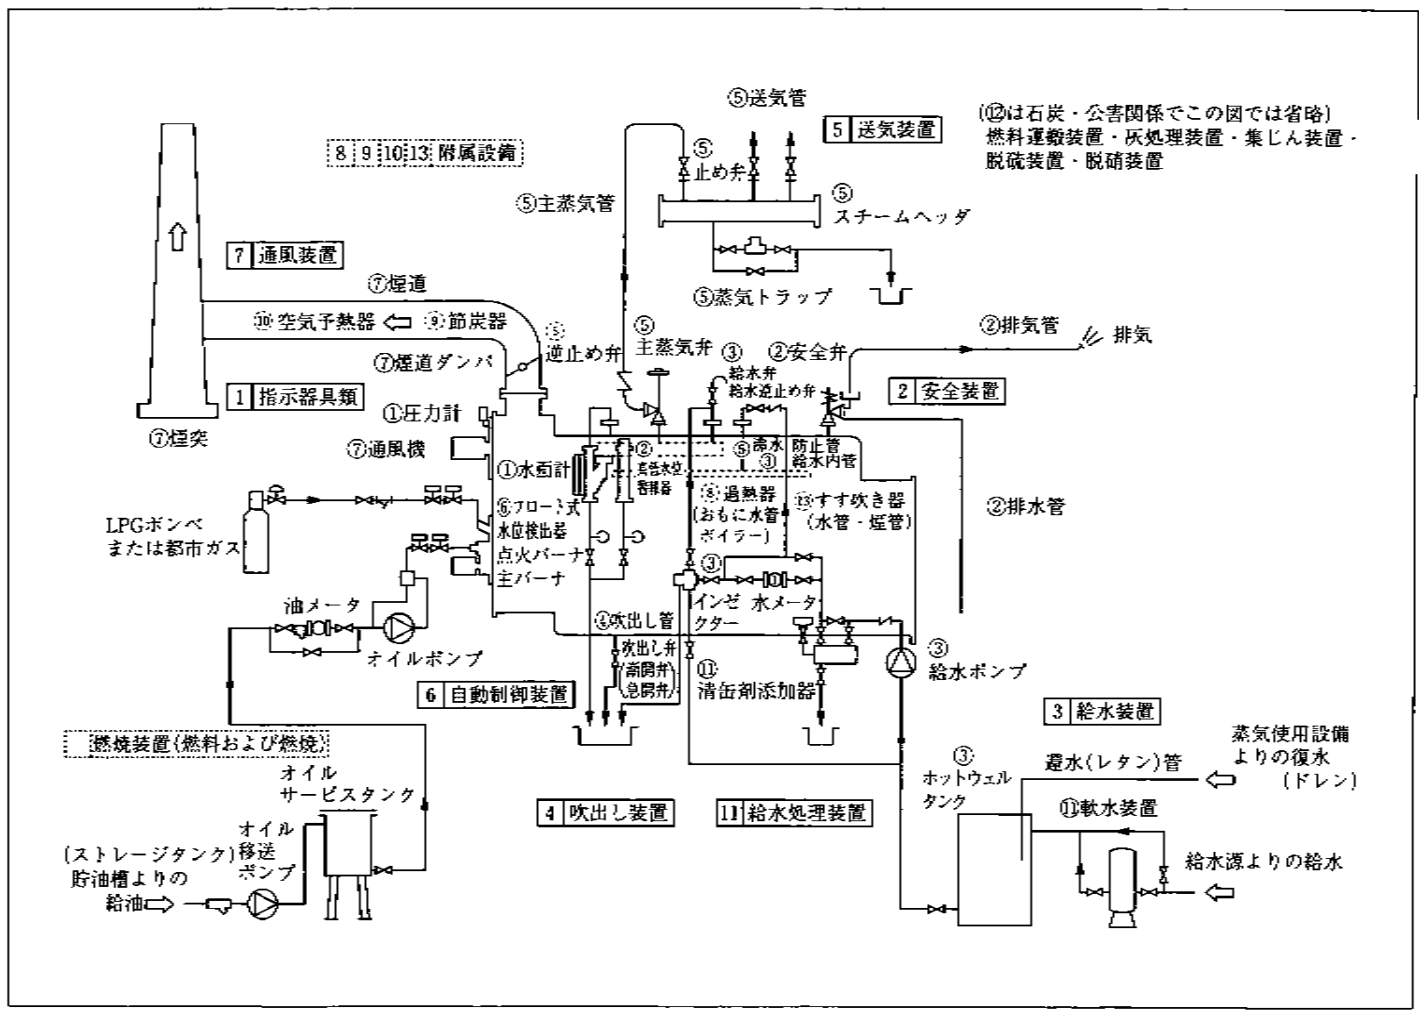 ⑤送気管
5 送気装置
(⑫は石炭・公害関係でこの図では省略)
燃料運搬装置・灰処理装置・集じん装置・
脱硫装置・脱硝装置
8 9 10 13 附属設備
⑤
止め弁
⑤主蒸気管
⑤
スチームヘッダ
7 通風装置
⑦煙道
⑤蒸気トラップ
⑩空気予熱器
⑨節炭器
⑤
逆止め弁
⑤
主蒸気弁
②排気管
排気
⑦煙道ダンパ
③
給水弁
給水逆止め弁
②安全弁
1 指示器具類
2 安全装置
①圧力計
⑦煙突
⑦通風機
②
高低水位
警報器
⑤沸水防止管
③給水内管
①水面計
⑧過熱器
(おもに水管
ボイラー)
⑬すす吹き器
(水管・煙管)
②排水管
LPGボンベ
または都市ガス
⑥フロート式
水位検出器
点火バーナ
主バーナ
③
インゼ
クター
水メータ
油メータ
オイルポンプ
④吹出し管
吹出し弁
(漸開弁)
(急開弁)
⑪
清缶剤添加器
③
給水ポンプ
6 自動制御装置
3 給水装置
燃焼装置(燃料および燃焼)
蒸気使用設備
よりの復水
(ドレン)
還水(レタン)管
③
ホットウェル
タンク
オイル
サービスタンク
4 吹出し装置
11 給水処理装置
⑪軟水装置
オイル
移送
ポンプ
(ストレージタンク)
貯油槽よりの
給油
給水源よりの給水